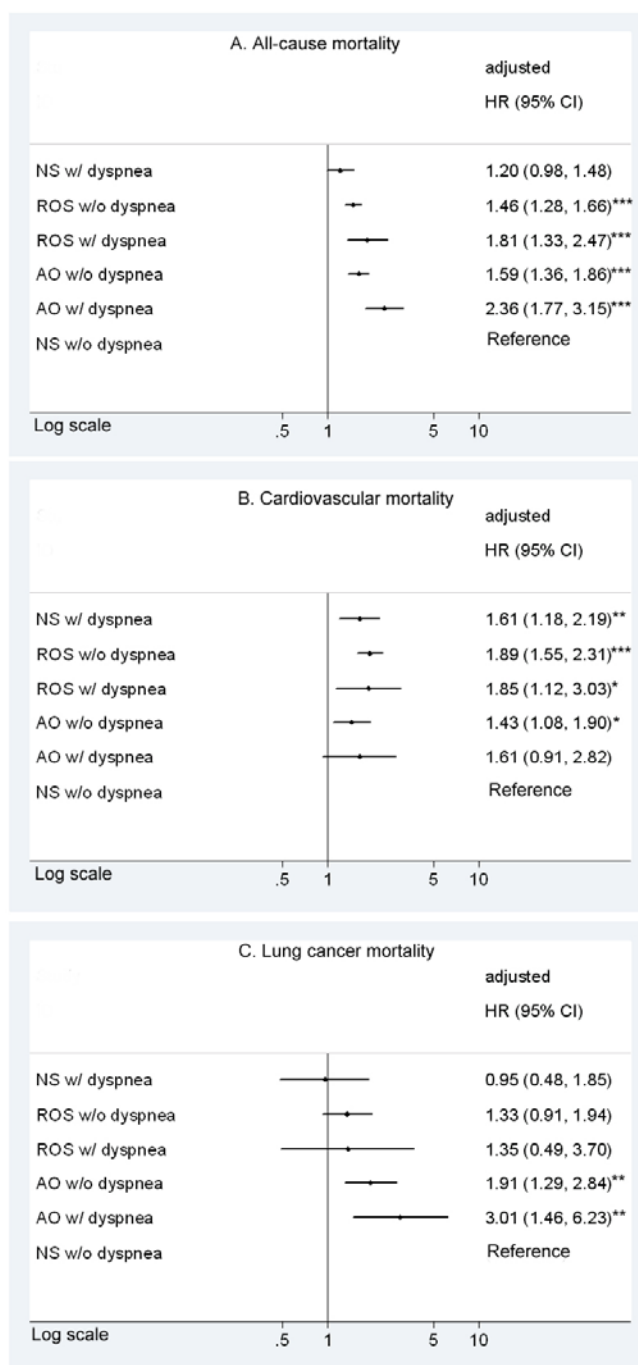 A. All-cause mortality
adjusted
HR (95% CI)
NS w/ dyspnea 1.20 (0.98, 1.48)
ROS w/o dyspnea 1.46 (1.28, 1.66)***
ROS w/ dyspnea 1.81 (1.33, 2.47)***
AO w/o dyspnea 1.59 (1.36, 1.86)***
AO w/ dyspnea 2.36 (1.77, 3.15)***
NS w/o dyspnea Reference
Log scale .5 1 5 10
B. Cardiovascular mortality
adjusted
HR (95% CI)
NS w/ dyspnea 1.61 (1.18, 2.19)**
ROS w/o dyspnea 1.89 (1.55, 2.31)***
ROS w/ dyspnea 1.85 (1.12, 3.03)*
AO w/o dyspnea 1.43 (1.08, 1.90)*
AO w/ dyspnea 1.61 (0.91, 2.82)
NS w/o dyspnea Reference
Log scale .5 1 5 10
C. Lung cancer mortality
adjusted
HR (95% CI)
NS w/ dyspnea 0.95 (0.48, 1.85)
ROS w/o dyspnea 1.33 (0.91, 1.94)
ROS w/ dyspnea 1.35 (0.49, 3.70)
AO w/o dyspnea 1.91 (1.29, 2.84)**
AO w/ dyspnea 3.01 (1.46, 6.23)**
NS w/o dyspnea Reference
Log scale .5 1 5 10